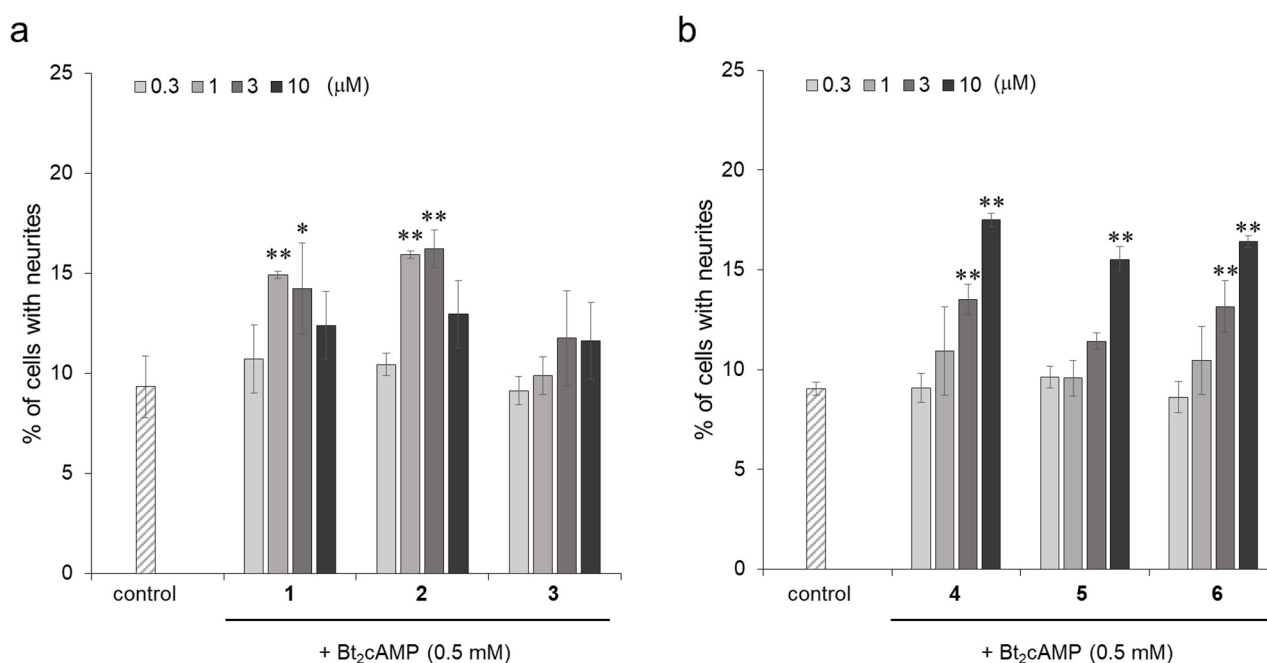 a
0.3 1 3 10 (μM)
% of cells with neurites
25
20
15
10
5
0
** *
** **
control 1 2 3
+ Bt₂cAMP (0.5 mM)
b
0.3 1 3 10 (μM)
% of cells with neurites
25
20
15
10
5
0
** **
**
** **
control 4 5 6
+ Bt₂cAMP (0.5 mM)